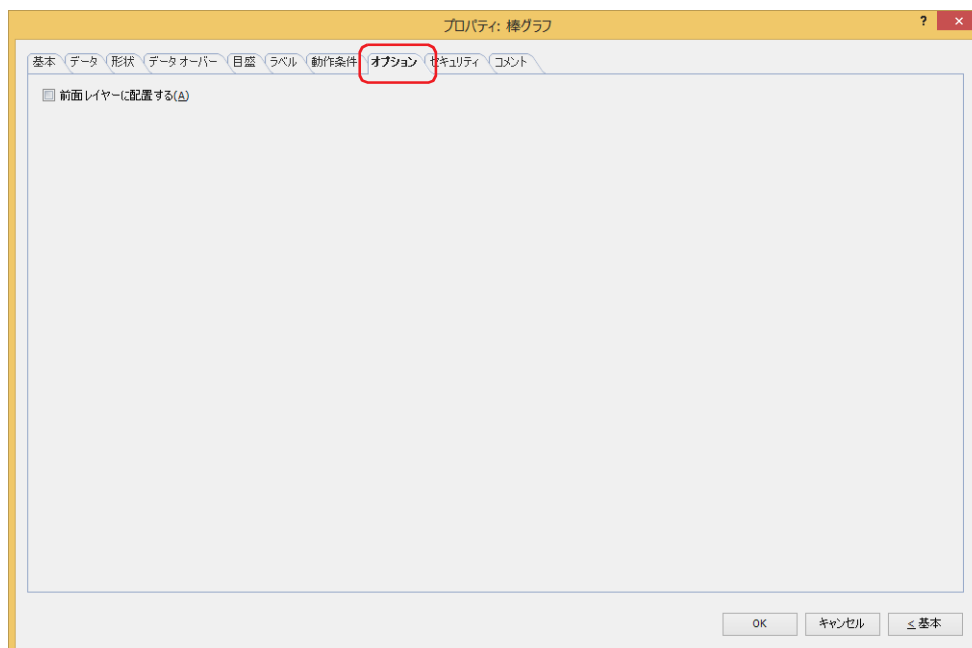 プロパティ: 棒グラフ ? ×
基本 データ 形状 データ オーバー 目盛 ラベル 動作条件 オプション セキュリティ コメント
前面レイヤーに配置する(A)
OK キャンセル ≤ 基本